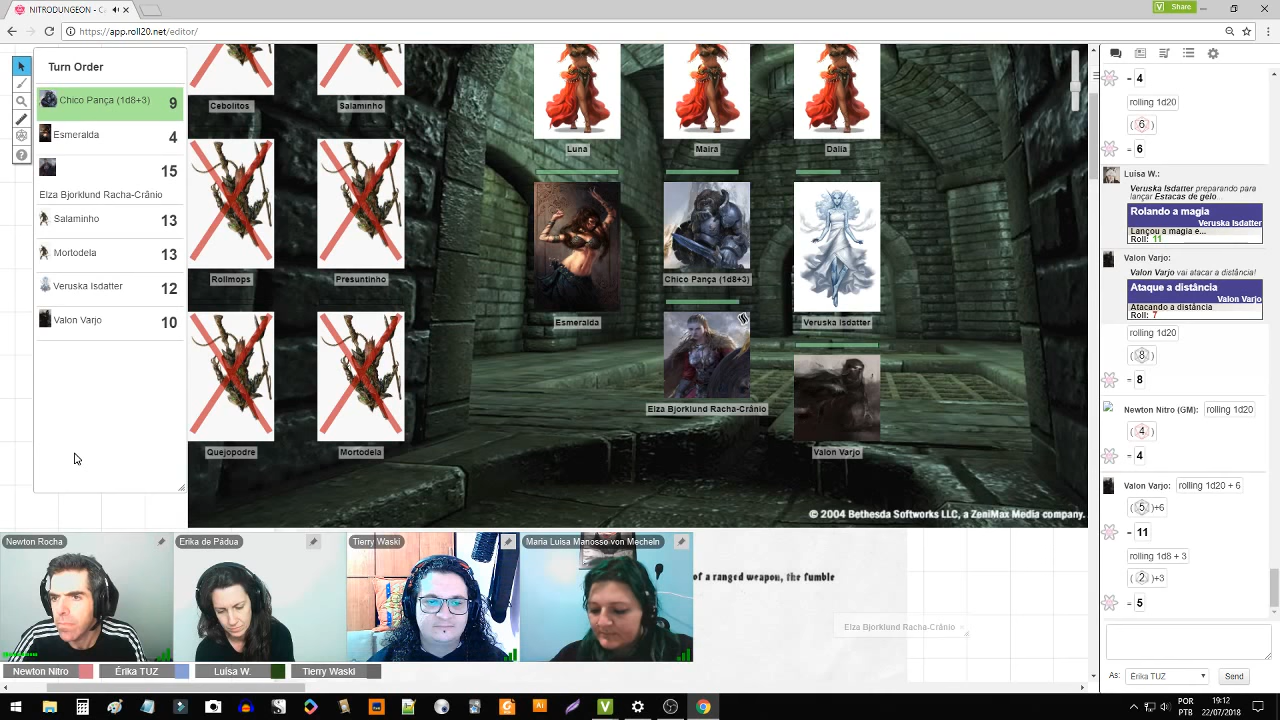 NITRODUNGEON - Ca
Share
https://app.roll20.net/editor/
Turn Order
Chico Pança (1d8+3) 9
Esmeralda 4
15
Elza Bjorklund Racha-Crânio
Salaminho 13
Mortodela 13
Veruska Isdatter 12
Valon Varjo 10
Cebolitos
Salaminho
Luna
Maira
Dalia
Rollmops
Presuntinho
Esmeralda
Chico Pança (1d8+3)
Veruska Isdatter
Elza Bjorklund Racha-Crânio
Quejopodre
Mortodela
Valon Varjo
© 2004 Bethesda Softworks LLC, a ZeniMax Media company.
of a ranged weapon, the fumble
Elza Bjorklund Racha-Crânio
Newton Rocha
Erika de Pádua
Tierry Waski
Maria Luisa Manosso von Mecheln
Newton Nitro
Érika TUZ
Luísa W.
Tierry Waski
= 4
rolling 1d20
(6)
= 6
Luísa W.:
Veruska Isdatter preparando para
lançar Estacas de gelo...
Rolando a magia
Veruska Isdatter
Lançou a magia e...
Roll: 11
Valon Varjo:
Valon Varjo vai atacar a distância!
Ataque a distância
Valon Varjo
Atacando a distância
Roll: 7
rolling 1d20
(8)
= 8
Newton Nitro (GM): rolling 1d20
(4)
= 4
Valon Varjo: rolling 1d20 + 6
(5)+6
= 11
rolling 1d8 + 3
(2)+3
= 5
As: Érika TUZ Send
POR
PTB
19:12
22/07/2018